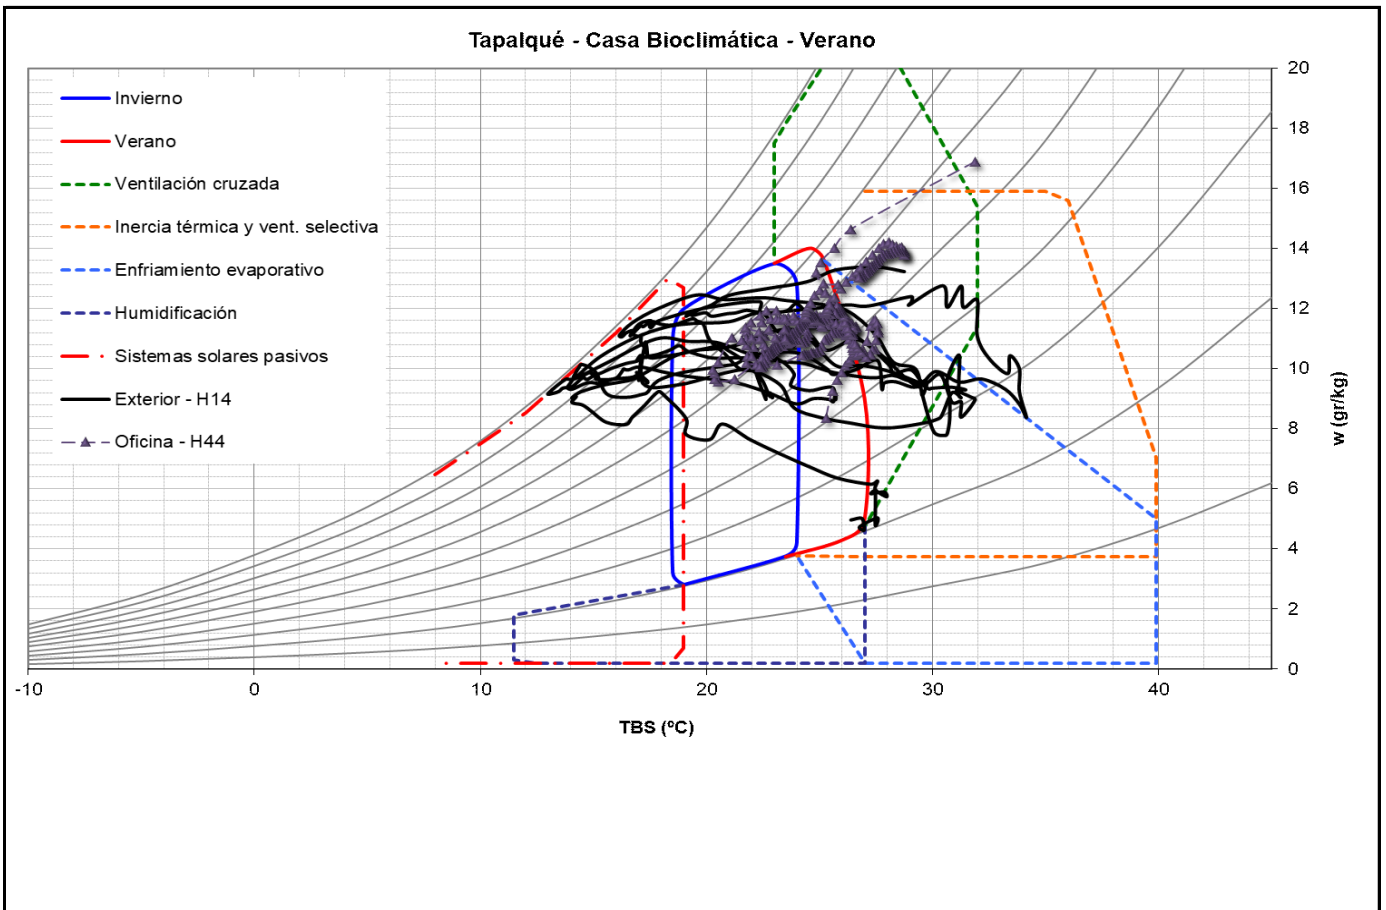 Tapalqué - Casa Bioclimática - Verano
Invierno
Verano
Ventilación cruzada
Inercia térmica y vent. selectiva
Enfriamiento evaporativo
Humidificación
Sistemas solares pasivos
Exterior - H14
Oficina - H44
20
18
16
14
12
10
8
6
4
2
0
w (gr/kg)
-10 0 10 20 30 40
TBS (ºC)